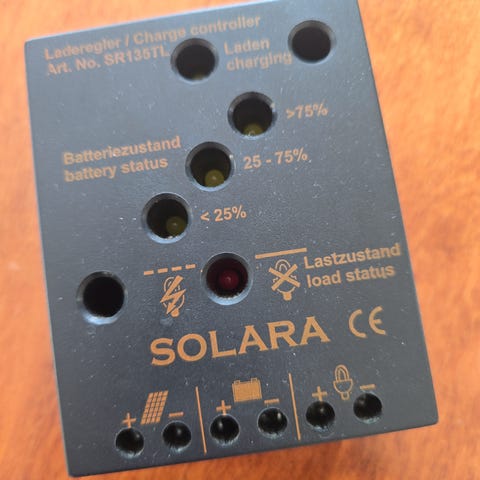 Laderegler / Charge controller
Art. No. SR135TL
Laden
charging
>75%
Batteriezustand
battery status
25 - 75%
< 25%
Lastzustand
load status
SOLARA CE
+ - + - + -